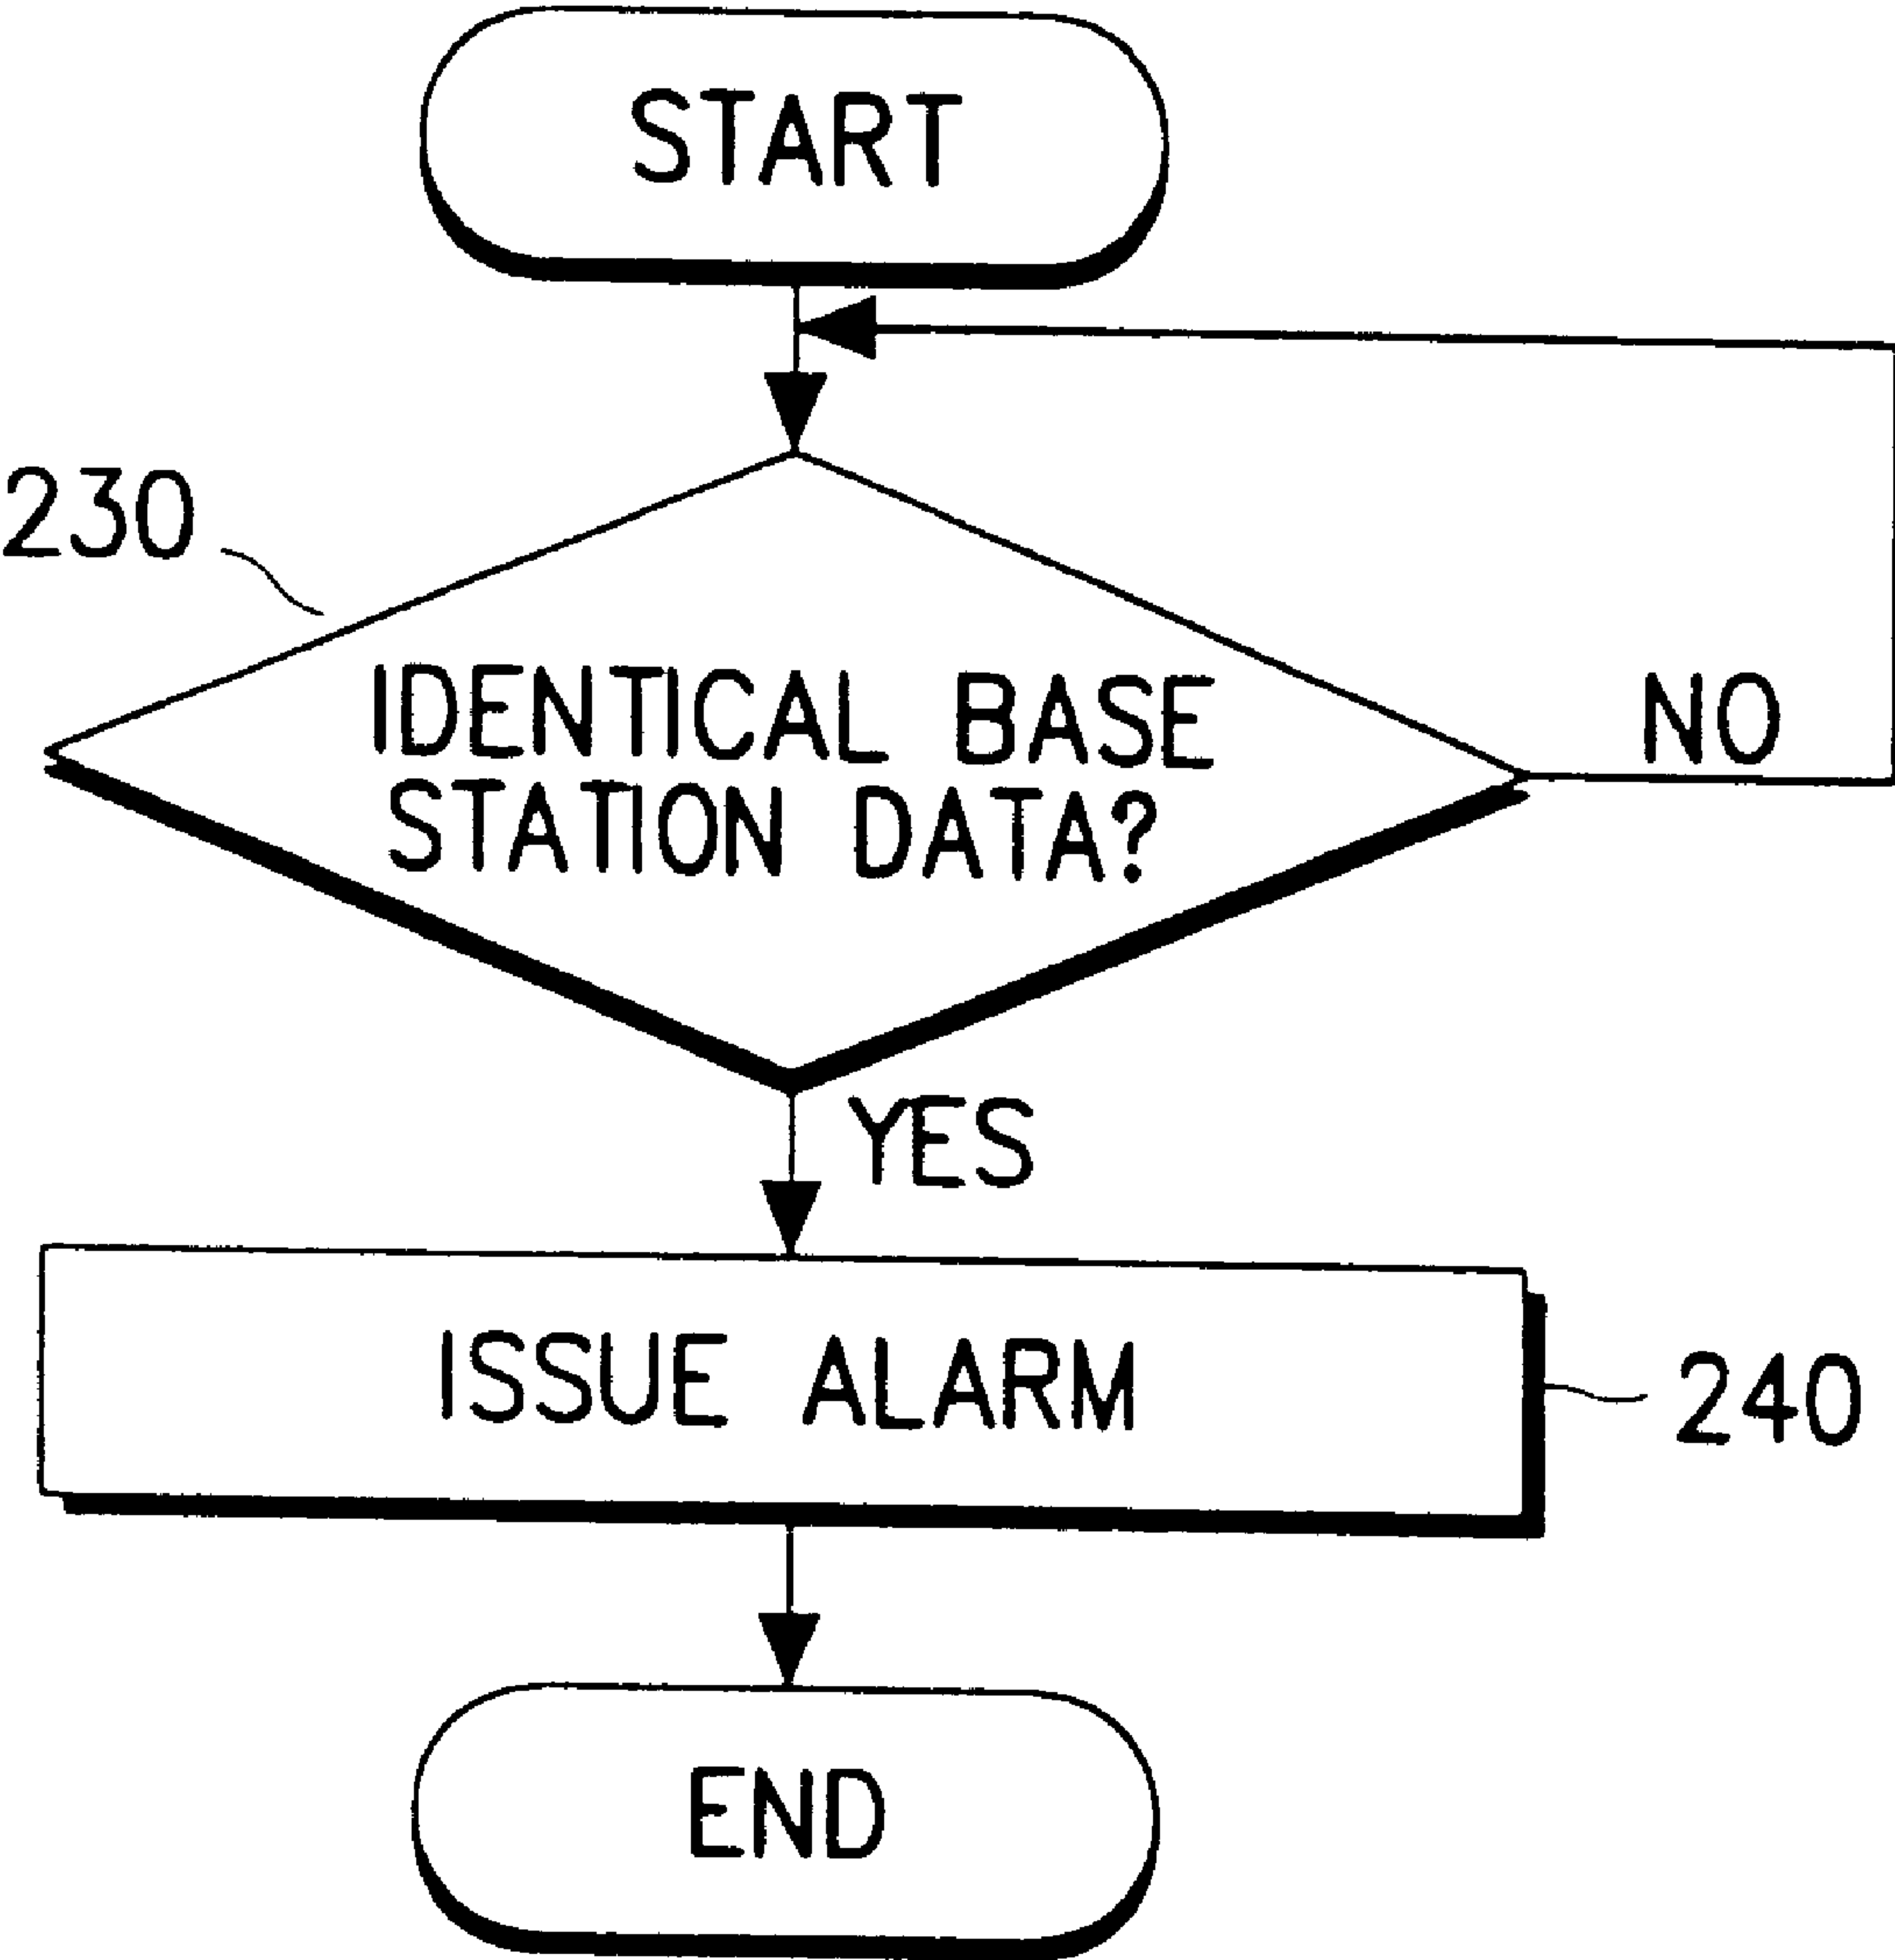 START
230
IDENTICAL BASE
STATION DATA?
NO
YES
ISSUE ALARM
240
END